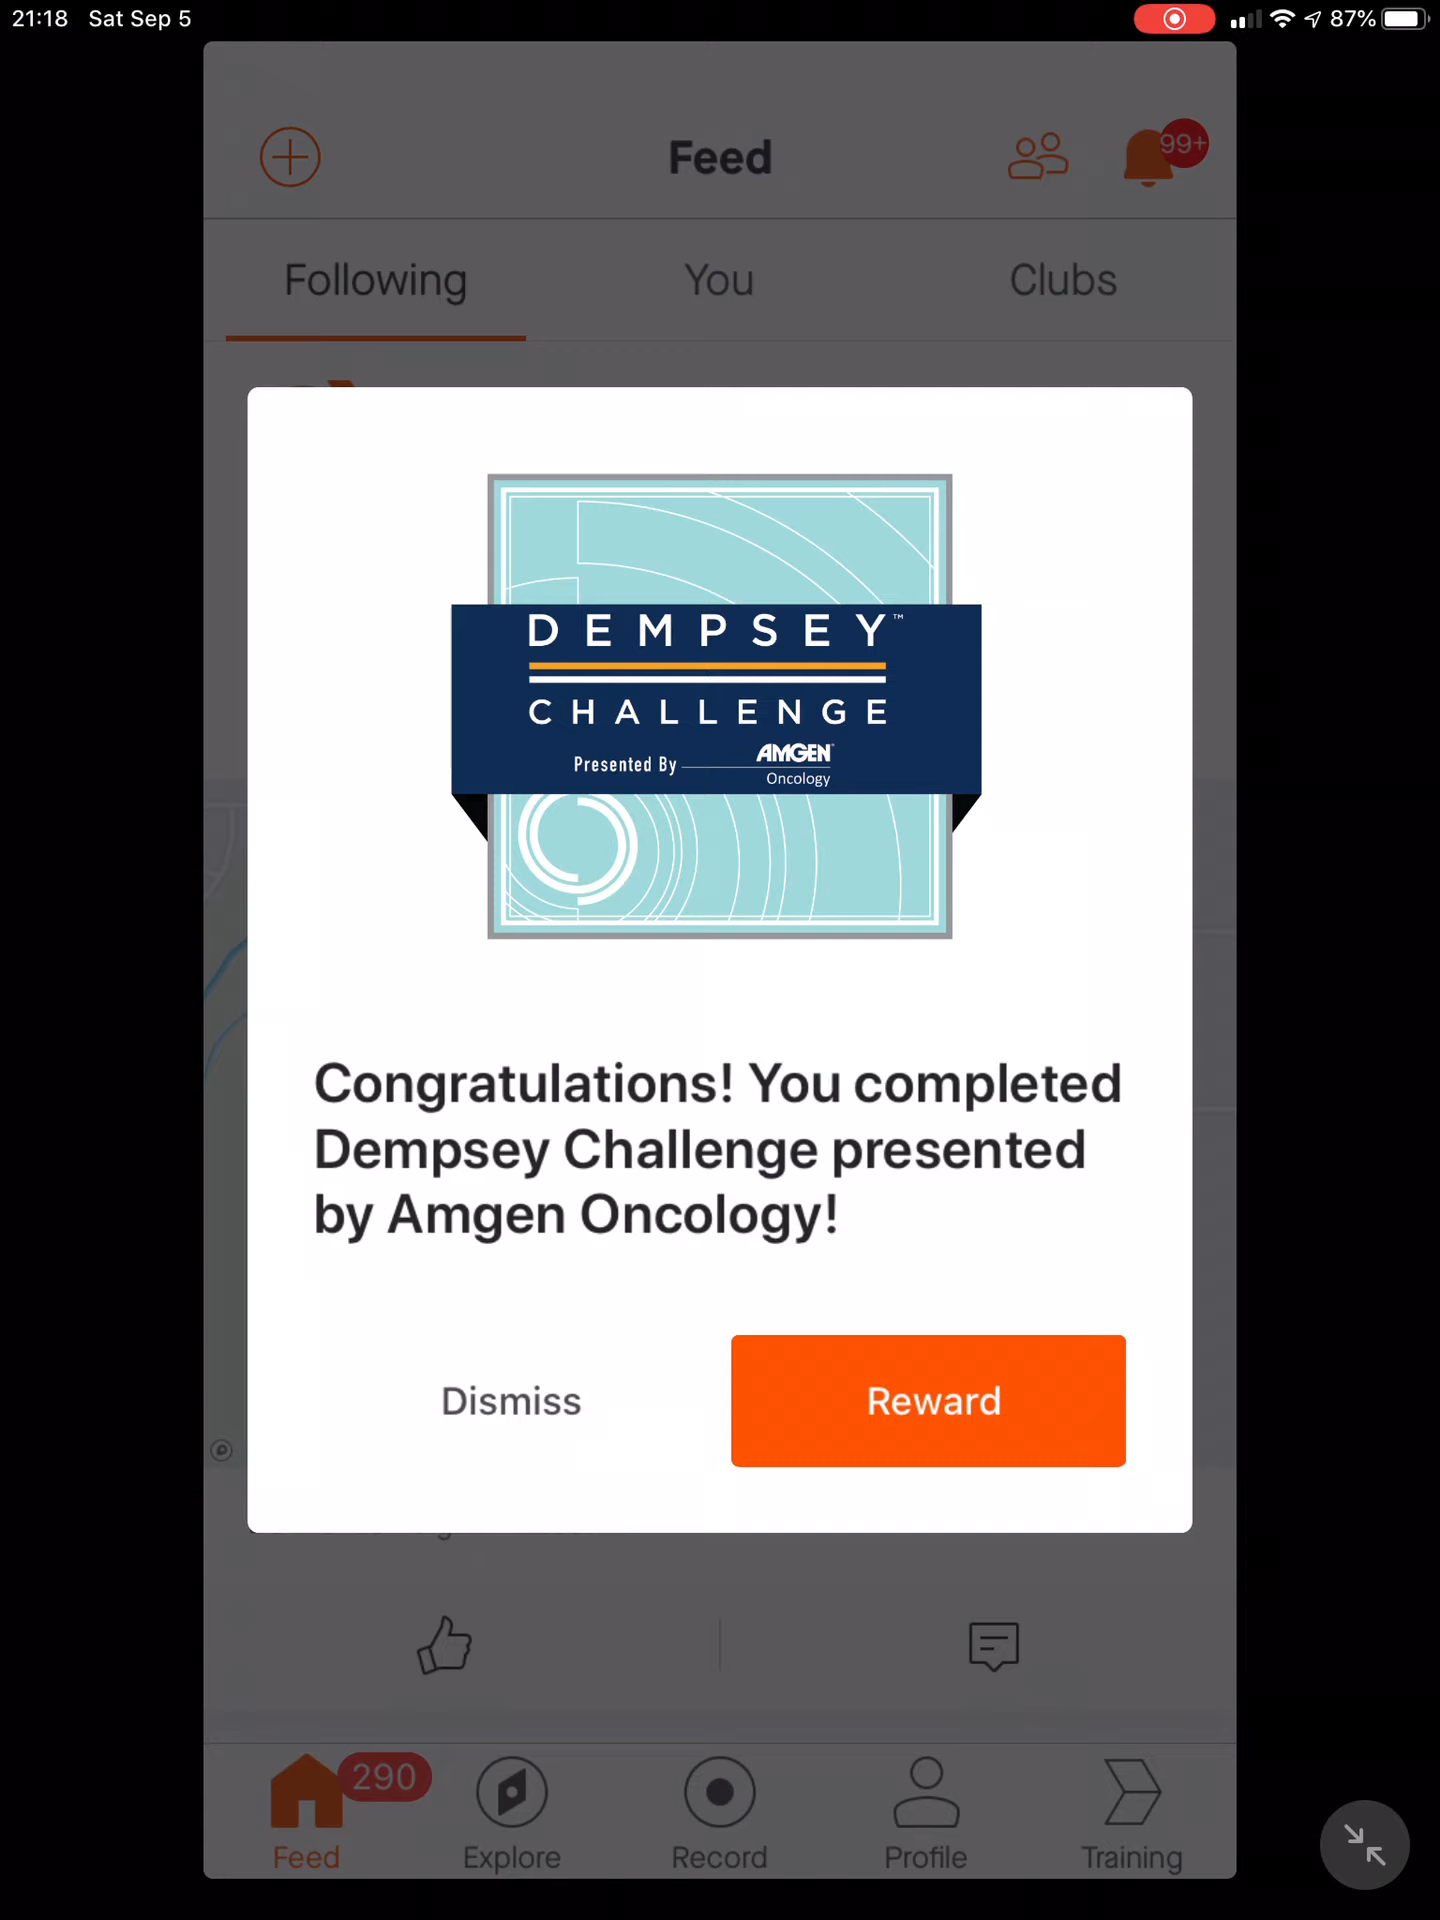 21:18 Sat Sep 5
87%
Feed
99+
Following You Clubs
DEMPSEY™
CHALLENGE
Presented By AMGEN
Oncology
Congratulations! You completed
Dempsey Challenge presented
by Amgen Oncology!
Dismiss Reward
290
Feed Explore Record Profile Training